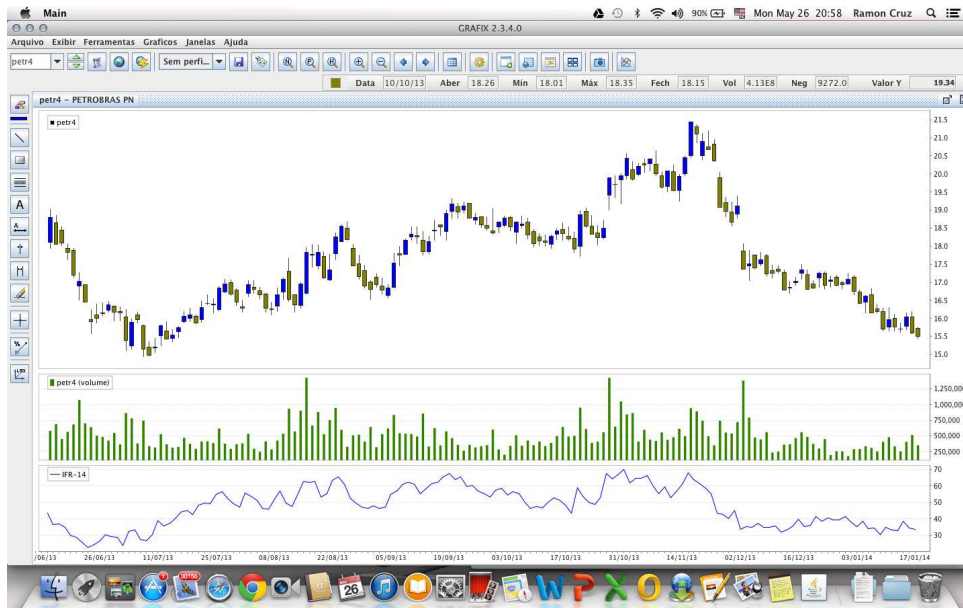 Main 90% Mon May 26 20:58 Ramon Cruz
GRAFIX 2.3.4.0
Arquivo Exibir Ferramentas Graficos Janelas Ajuda
petr4 Sem perfi...
Data 10/10/13 Aber 18.26 Min 18.01 Máx 18.35 Fech 18.15 Vol 4.13E8 Neg 9272.0 Valor Y 19.34
petr4 - PETROBRAS PN
petr4
21.5
21.0
20.5
20.0
19.5
19.0
18.5
18.0
17.5
17.0
16.5
16.0
15.5
15.0
petr4 (volume)
1,250,00
1,000,00
750,000
500,000
250,000
IFR-14
70
60
50
40
30
/06/13 26/06/13 11/07/13 25/07/13 08/08/13 22/08/13 05/09/13 19/09/13 03/10/13 17/10/13 31/10/13 14/11/13 02/12/13 16/12/13 03/01/14 17/01/14
A
30156
26